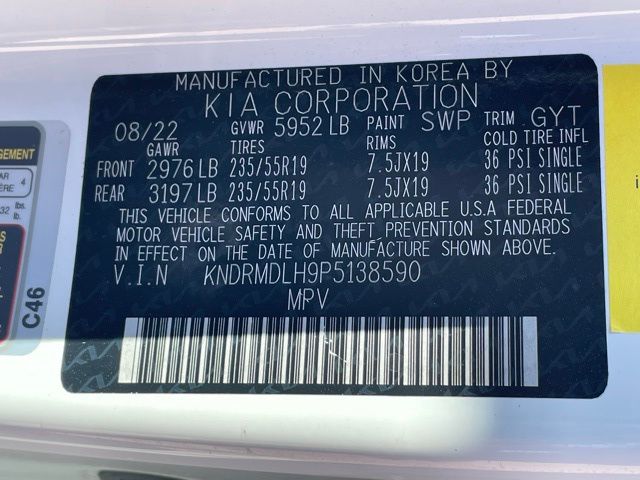 MANUFACTURED IN KOREA BY
KIA CORPORATION
08/22 GVWR 5952 LB PAINT SWP TRIM GYT
GAWR TIRES RIMS COLD TIRE INFL
FRONT 2976 LB 235/55R19 7.5JX19 36 PSI SINGLE
REAR 3197 LB 235/55R19 7.5JX19 36 PSI SINGLE
THIS VEHICLE CONFORMS TO ALL APPLICABLE U.S.A FEDERAL
MOTOR VEHICLE SAFETY AND THEFT PREVENTION STANDARDS
IN EFFECT ON THE DATE OF MANUFACTURE SHOWN ABOVE.
V.I.N KNDRMDLH9P5138590
MPV
C46
4
lb.